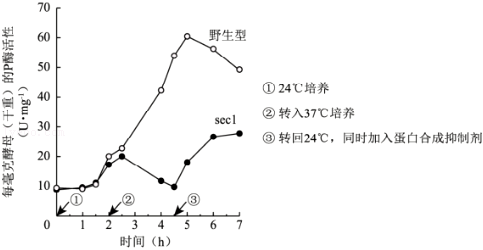 每毫克酵母（干重）的P酶活性
（U·mg⁻¹）
70
60
50
40
30
20
10
0
野生型
sec1
①
②
③
0 1 2 3 4 5 6 7
时间（h）
① 24℃培养
② 转入37℃培养
③ 转回24℃，同时加入蛋白合成抑制剂